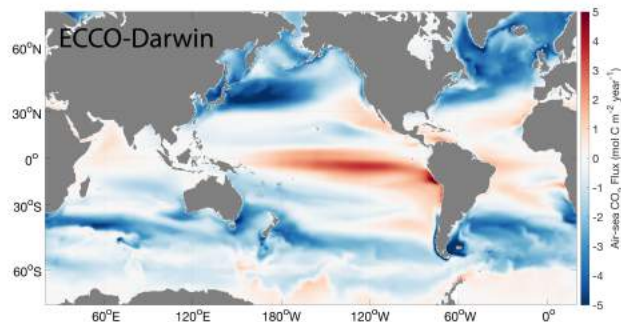 ECCO-Darwin
60°N
30°N
0°
30°S
60°S
60°E
120°E
180°W
120°W
60°W
0°
5
4
3
2
1
0
-1
-2
-3
-4
-5
Air-sea CO₂ Flux (mol C m⁻² year⁻¹)